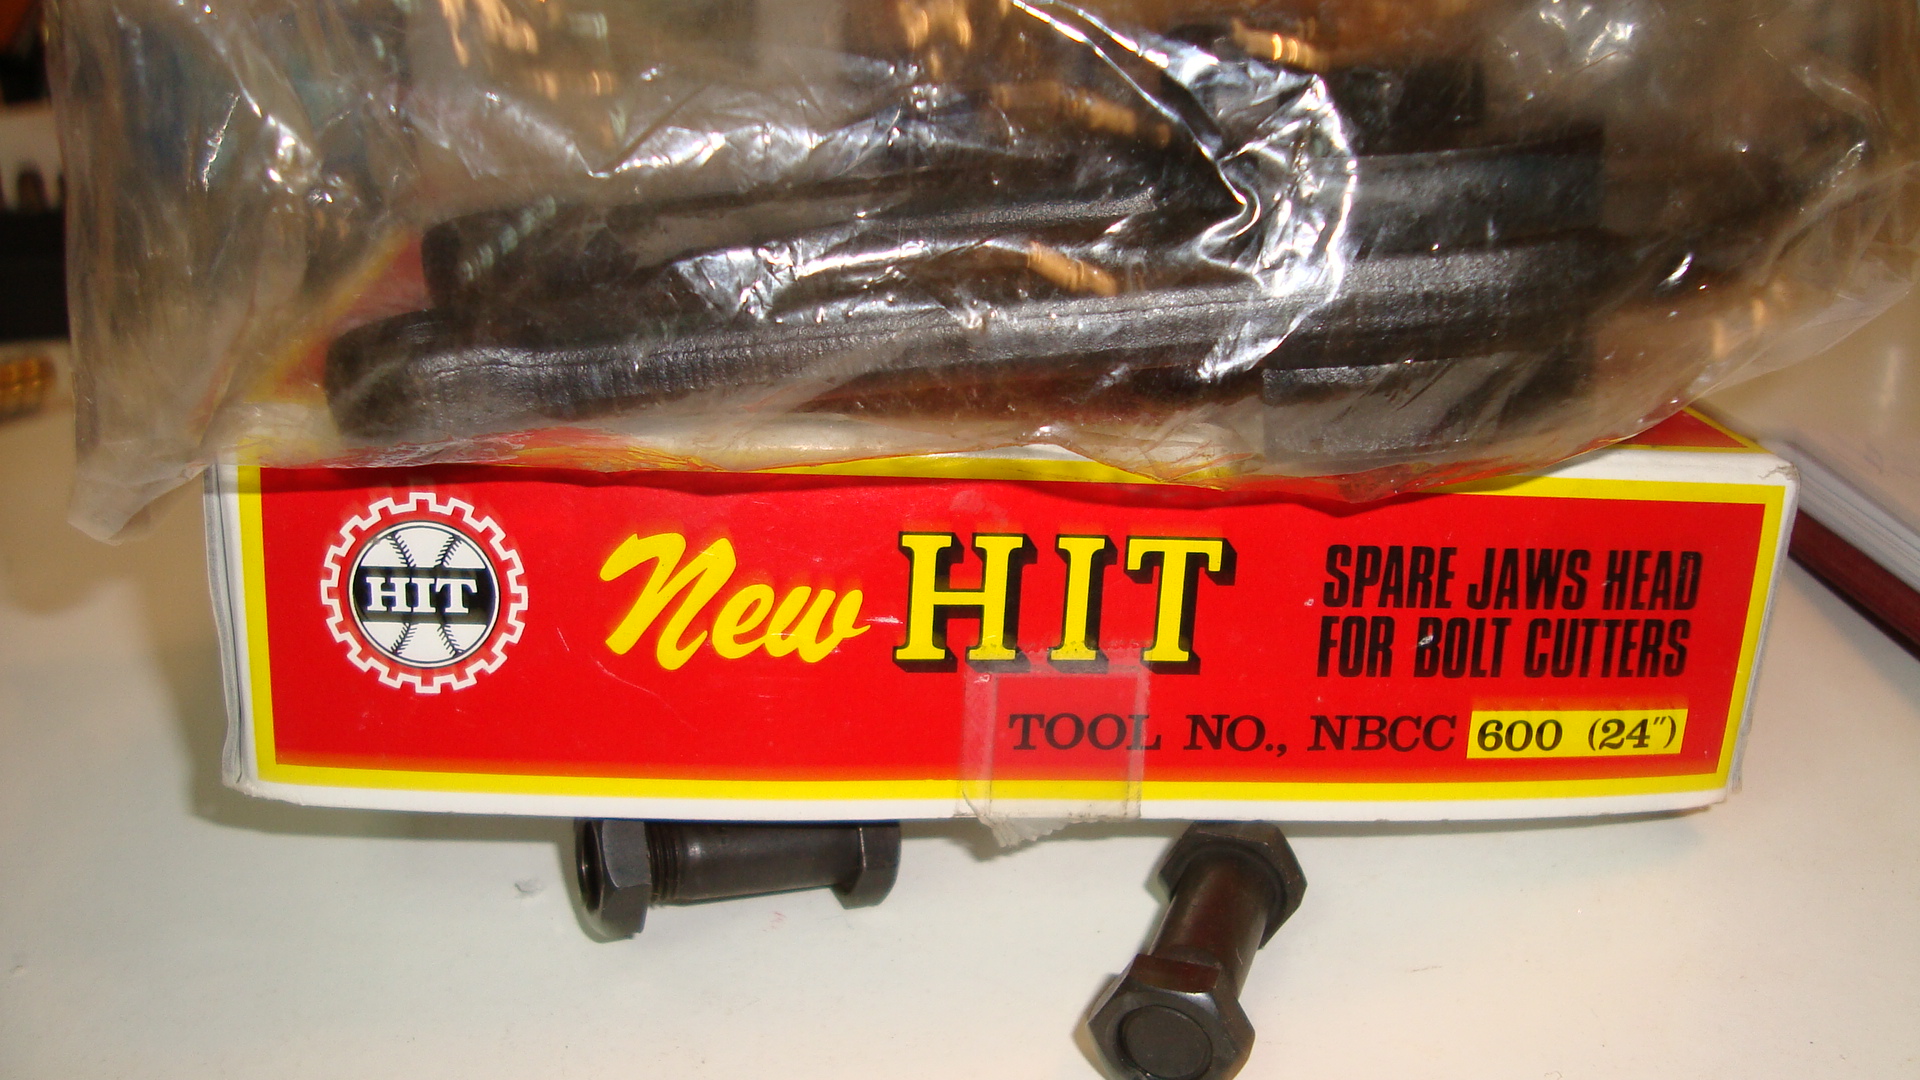 HIT
New HIT
SPARE JAWS HEAD
FOR BOLT CUTTERS
TOOL NO., NBCC 600 (24")